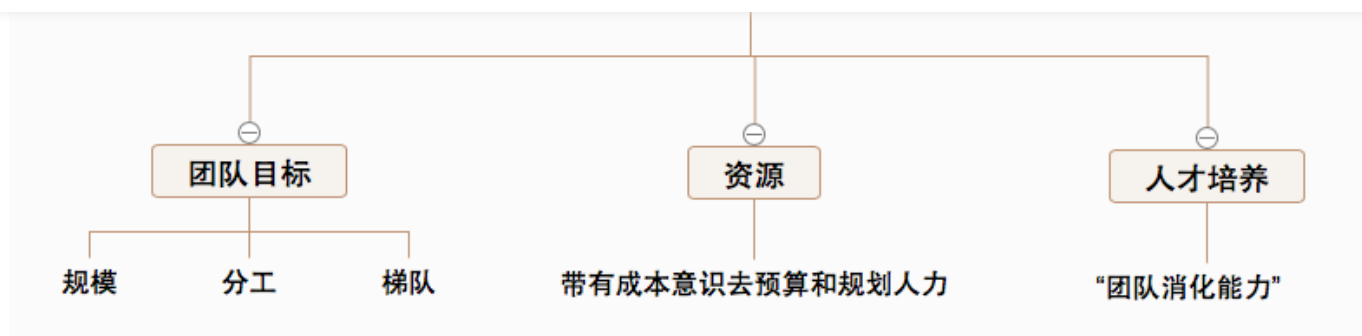 团队目标
资源
人才培养
规模
分工
梯队
带有成本意识去预算和规划人力
“团队消化能力”